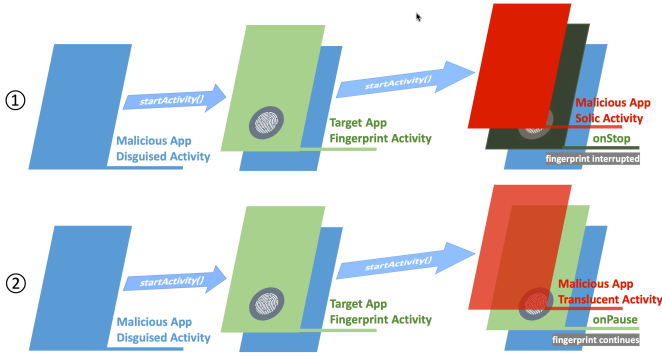 ①
startActivity()
startActivity()
Malicious App
Disguised Activity
Target App
Fingerprint Activity
Malicious App
Solic Activity
onStop
fingerprint interrupted
②
startActivity()
startActivity()
Malicious App
Disguised Activity
Target App
Fingerprint Activity
Malicious App
Translucent Activity
onPause
fingerprint continues